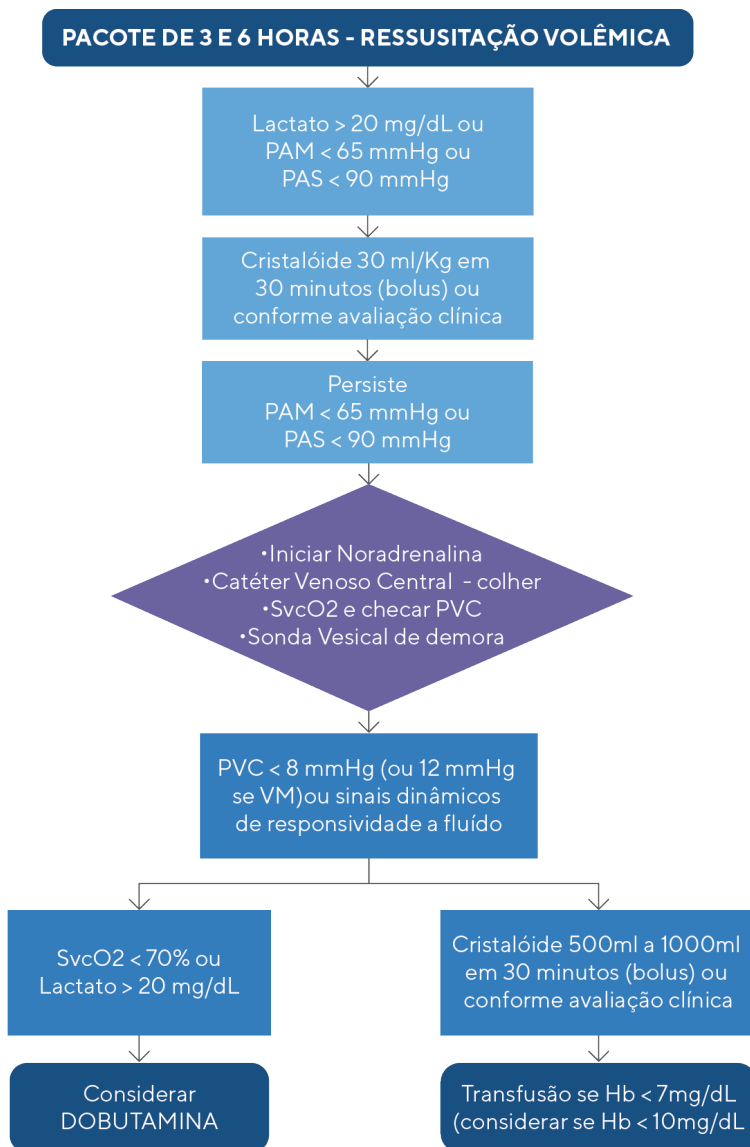 PACOTE DE 3 E 6 HORAS - RESSUSITAÇÃO VOLÊMICA
Lactato > 20 mg/dL ou
PAM < 65 mmHg ou
PAS < 90 mmHg
Cristalóide 30 ml/Kg em
30 minutos (bolus) ou
conforme avaliação clínica
Persiste
PAM < 65 mmHg ou
PAS < 90 mmHg
•Iniciar Noradrenalina
•Catéter Venoso Central - colher
•SvcO2 e checar PVC
•Sonda Vesical de demora
PVC < 8 mmHg (ou 12 mmHg
se VM)ou sinais dinâmicos
de responsividade a fluído
SvcO2 < 70% ou
Lactato > 20 mg/dL
Cristalóide 500ml a 1000ml
em 30 minutos (bolus) ou
conforme avaliação clínica
Considerar
DOBUTAMINA
Transfusão se Hb < 7mg/dL
(considerar se Hb < 10mg/dL